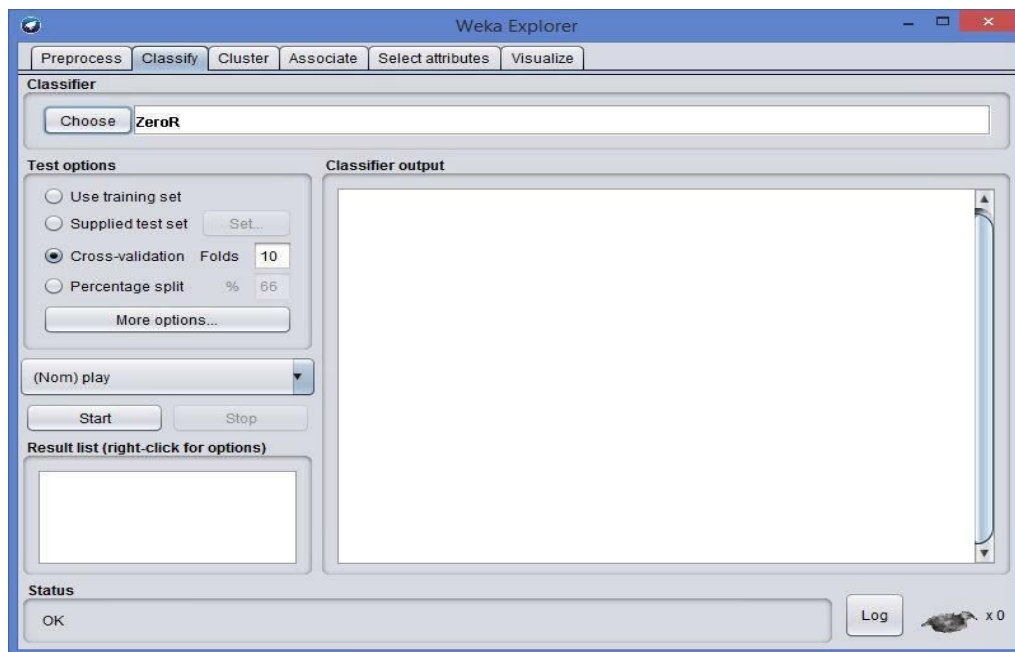 Weka Explorer
Preprocess Classify Cluster Associate Select attributes Visualize
Classifier
Choose ZeroR
Test options
Use training set
Supplied test set Set...
Cross-validation Folds 10
Percentage split % 66
More options...
(Nom) play
Start Stop
Result list (right-click for options)
Classifier output
Status
OK
Log
x 0